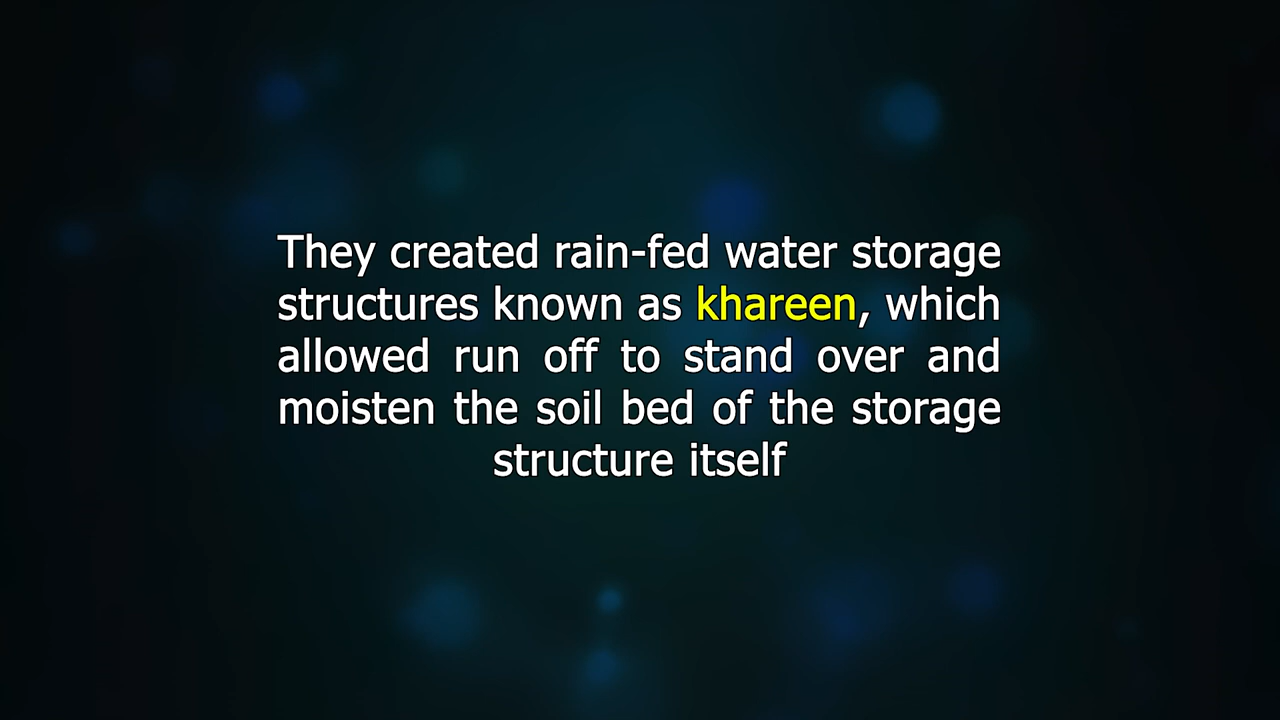 They created rain-fed water storage
structures known as khareen, which
allowed run off to stand over and
moisten the soil bed of the storage
structure itself